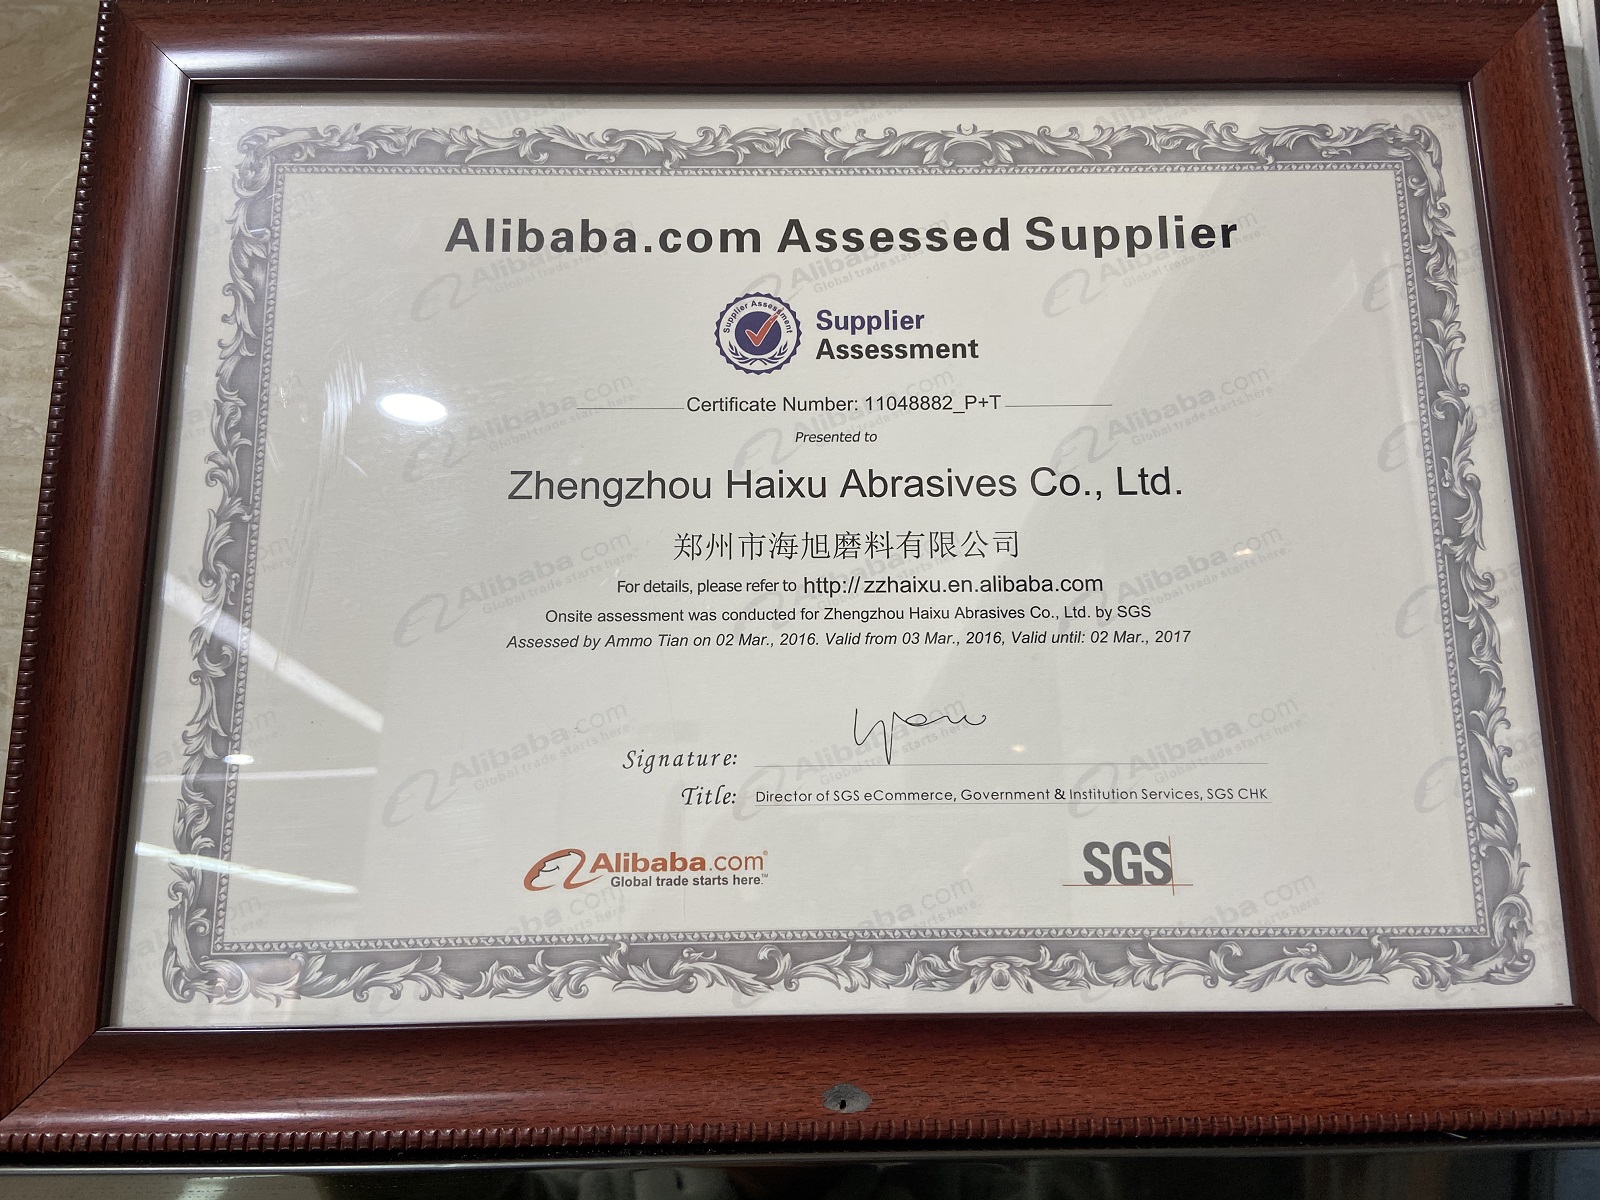 Alibaba.com Assessed Supplier
Supplier Assessment
Supplier
Assessment
Certificate Number: 11048882_P+T
Presented to
Zhengzhou Haixu Abrasives Co., Ltd.
郑州市海旭磨料有限公司
For details, please refer to http://zzhaixu.en.alibaba.com
Onsite assessment was conducted for Zhengzhou Haixu Abrasives Co., Ltd. by SGS
Assessed by Ammo Tian on 02 Mar., 2016. Valid from 03 Mar., 2016, Valid until: 02 Mar., 2017
Signature:
Title: Director of SGS eCommerce, Government & Institution Services, SGS CHK
Alibaba.com®
Global trade starts here.™
SGS